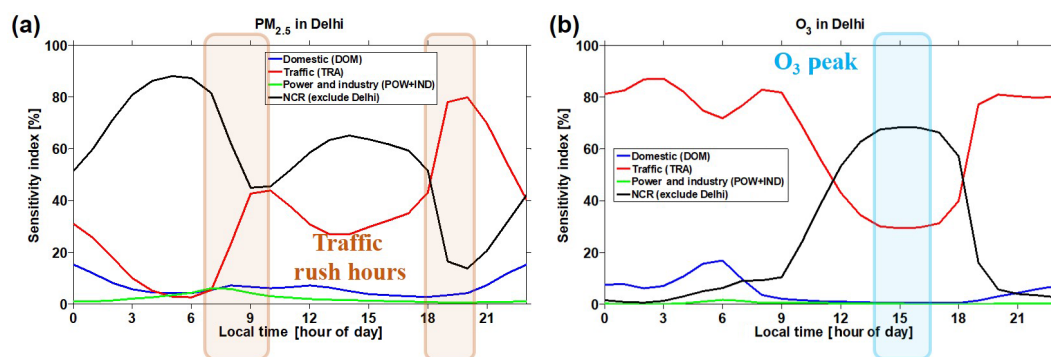 (a)
PM2.5 in Delhi
Sensitivity index [%]
100
80
60
40
20
0
Domestic (DOM)
Traffic (TRA)
Power and industry (POW+IND)
NCR (exclude Delhi)
Traffic
rush hours
0 3 6 9 12 15 18 21
Local time [hour of day]
(b)
O3 in Delhi
Sensitivity index [%]
100
80
60
40
20
0
O3 peak
Domestic (DOM)
Traffic (TRA)
Power and industry (POW+IND)
NCR (exclude Delhi)
0 3 6 9 12 15 18 21
Local time [hour of day]